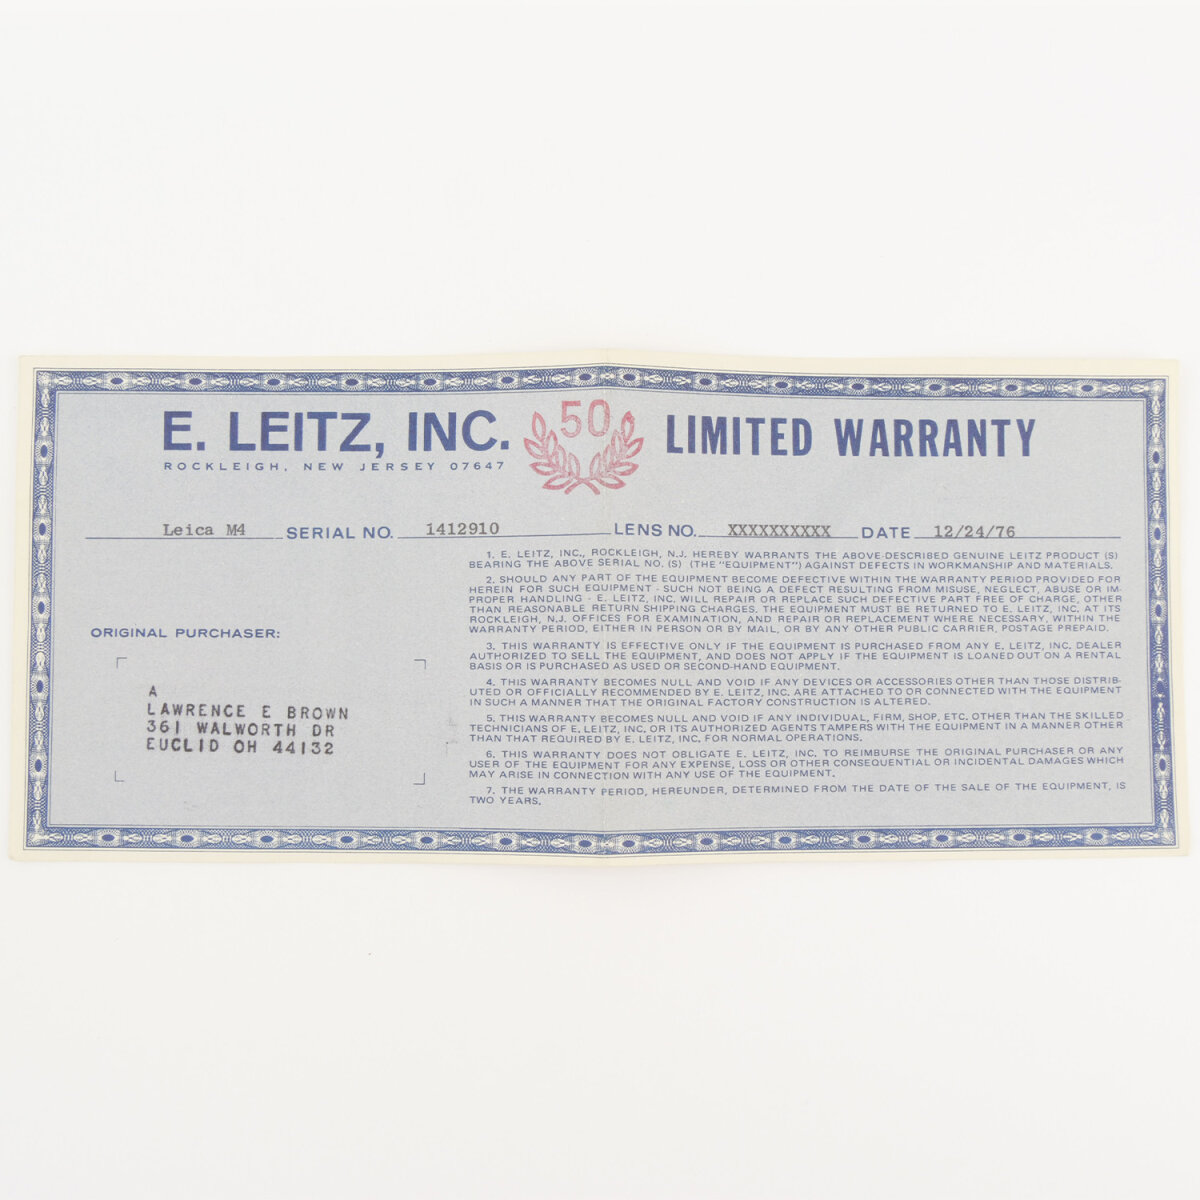 E. LEITZ, INC. 50 LIMITED WARRANTY
ROCKLEIGH, NEW JERSEY 07647
Leica M4 SERIAL NO. 1412910 LENS NO. XXXXXXXXXX DATE 12/24/76
1. E. LEITZ, INC., ROCKLEIGH, N.J. HEREBY WARRANTS THE ABOVE-DESCRIBED GENUINE LEITZ PRODUCT (S)
BEARING THE ABOVE SERIAL NO. (S) (THE "EQUIPMENT") AGAINST DEFECTS IN WORKMANSHIP AND MATERIALS.
2. SHOULD ANY PART OF THE EQUIPMENT BECOME DEFECTIVE WITHIN THE WARRANTY PERIOD PROVIDED FOR
HEREIN FOR SUCH EQUIPMENT - SUCH NOT BEING A DEFECT RESULTING FROM MISUSE, NEGLECT, ABUSE OR IM-
PROPER HANDLING - E. LEITZ, INC. WILL REPAIR OR REPLACE SUCH DEFECTIVE PART FREE OF CHARGE, OTHER
THAN REASONABLE RETURN SHIPPING CHARGES. THE EQUIPMENT MUST BE RETURNED TO E. LEITZ, INC. AT ITS
ROCKLEIGH, N.J. OFFICES FOR EXAMINATION, AND REPAIR OR REPLACEMENT WHERE NECESSARY, WITHIN THE
WARRANTY PERIOD, EITHER IN PERSON OR BY MAIL, OR BY ANY OTHER PUBLIC CARRIER, POSTAGE PREPAID.
3. THIS WARRANTY IS EFFECTIVE ONLY IF THE EQUIPMENT IS PURCHASED FROM ANY E. LEITZ, INC. DEALER
AUTHORIZED TO SELL THE EQUIPMENT, AND DOES NOT APPLY IF THE EQUIPMENT IS LOANED OUT ON A RENTAL
BASIS OR IS PURCHASED AS USED OR SECOND-HAND EQUIPMENT.
4. THIS WARRANTY BECOMES NULL AND VOID IF ANY DEVICES OR ACCESSORIES OTHER THAN THOSE DISTRIB-
UTED OR OFFICIALLY RECOMMENDED BY E. LEITZ, INC. ARE ATTACHED TO OR CONNECTED WITH THE EQUIPMENT
IN SUCH A MANNER THAT THE ORIGINAL FACTORY CONSTRUCTION IS ALTERED.
5. THIS WARRANTY BECOMES NULL AND VOID IF ANY INDIVIDUAL, FIRM, SHOP, ETC. OTHER THAN THE SKILLED
TECHNICIANS OF E. LEITZ, INC. OR ITS AUTHORIZED AGENTS TAMPERS WITH THE EQUIPMENT IN A MANNER OTHER
THAN THAT REQUIRED BY E. LEITZ, INC. FOR NORMAL OPERATIONS.
6. THIS WARRANTY DOES NOT OBLIGATE E. LEITZ, INC. TO REIMBURSE THE ORIGINAL PURCHASER OR ANY
USER OF THE EQUIPMENT FOR ANY EXPENSE, LOSS OR OTHER CONSEQUENTIAL OR INCIDENTAL DAMAGES WHICH
MAY ARISE IN CONNECTION WITH ANY USE OF THE EQUIPMENT.
7. THE WARRANTY PERIOD, HEREUNDER, DETERMINED FROM THE DATE OF THE SALE OF THE EQUIPMENT, IS
TWO YEARS.
ORIGINAL PURCHASER:
A
LAWRENCE E BROWN
361 WALWORTH DR
EUCLID OH 44132